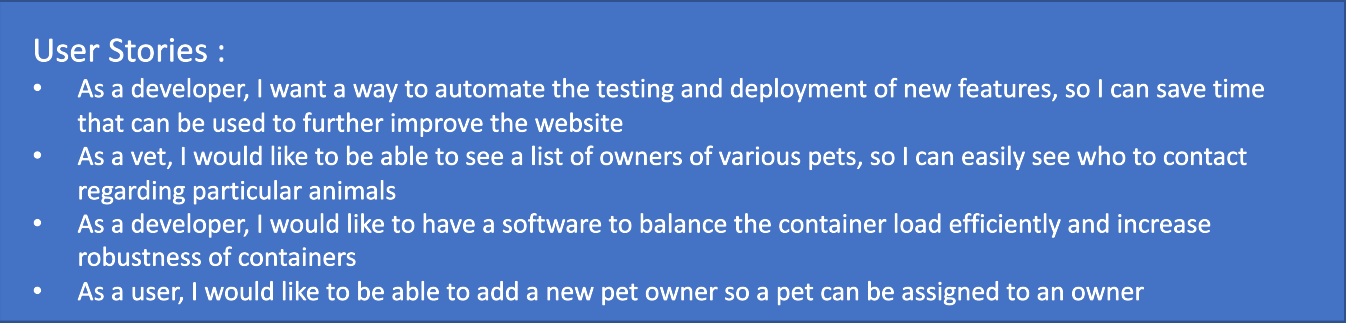 User Stories :
• As a developer, I want a way to automate the testing and deployment of new features, so I can save time
that can be used to further improve the website
• As a vet, I would like to be able to see a list of owners of various pets, so I can easily see who to contact
regarding particular animals
• As a developer, I would like to have a software to balance the container load efficiently and increase
robustness of containers
• As a user, I would like to be able to add a new pet owner so a pet can be assigned to an owner